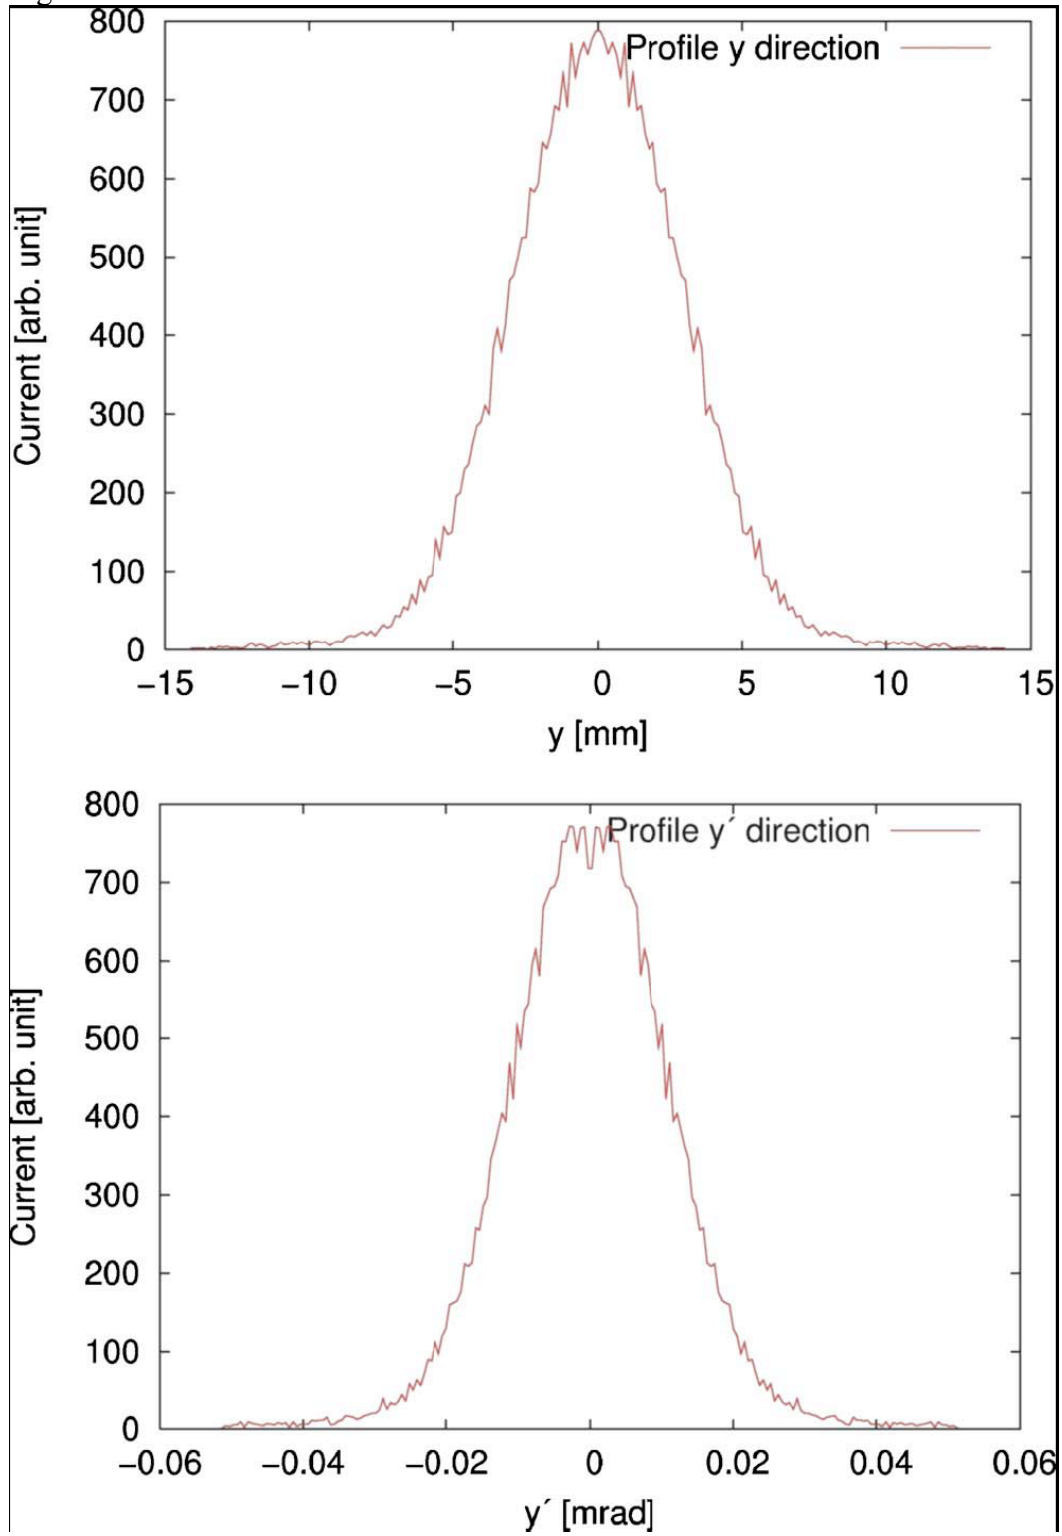 800
Profile y direction
700
600
500
400
300
200
100
0
Current [arb. unit]
−15 −10 −5 0 5 10 15
y [mm]
800
Profile y´ direction
700
600
500
400
300
200
100
0
Current [arb. unit]
−0.06 −0.04 −0.02 0 0.02 0.04 0.06
y´ [mrad]